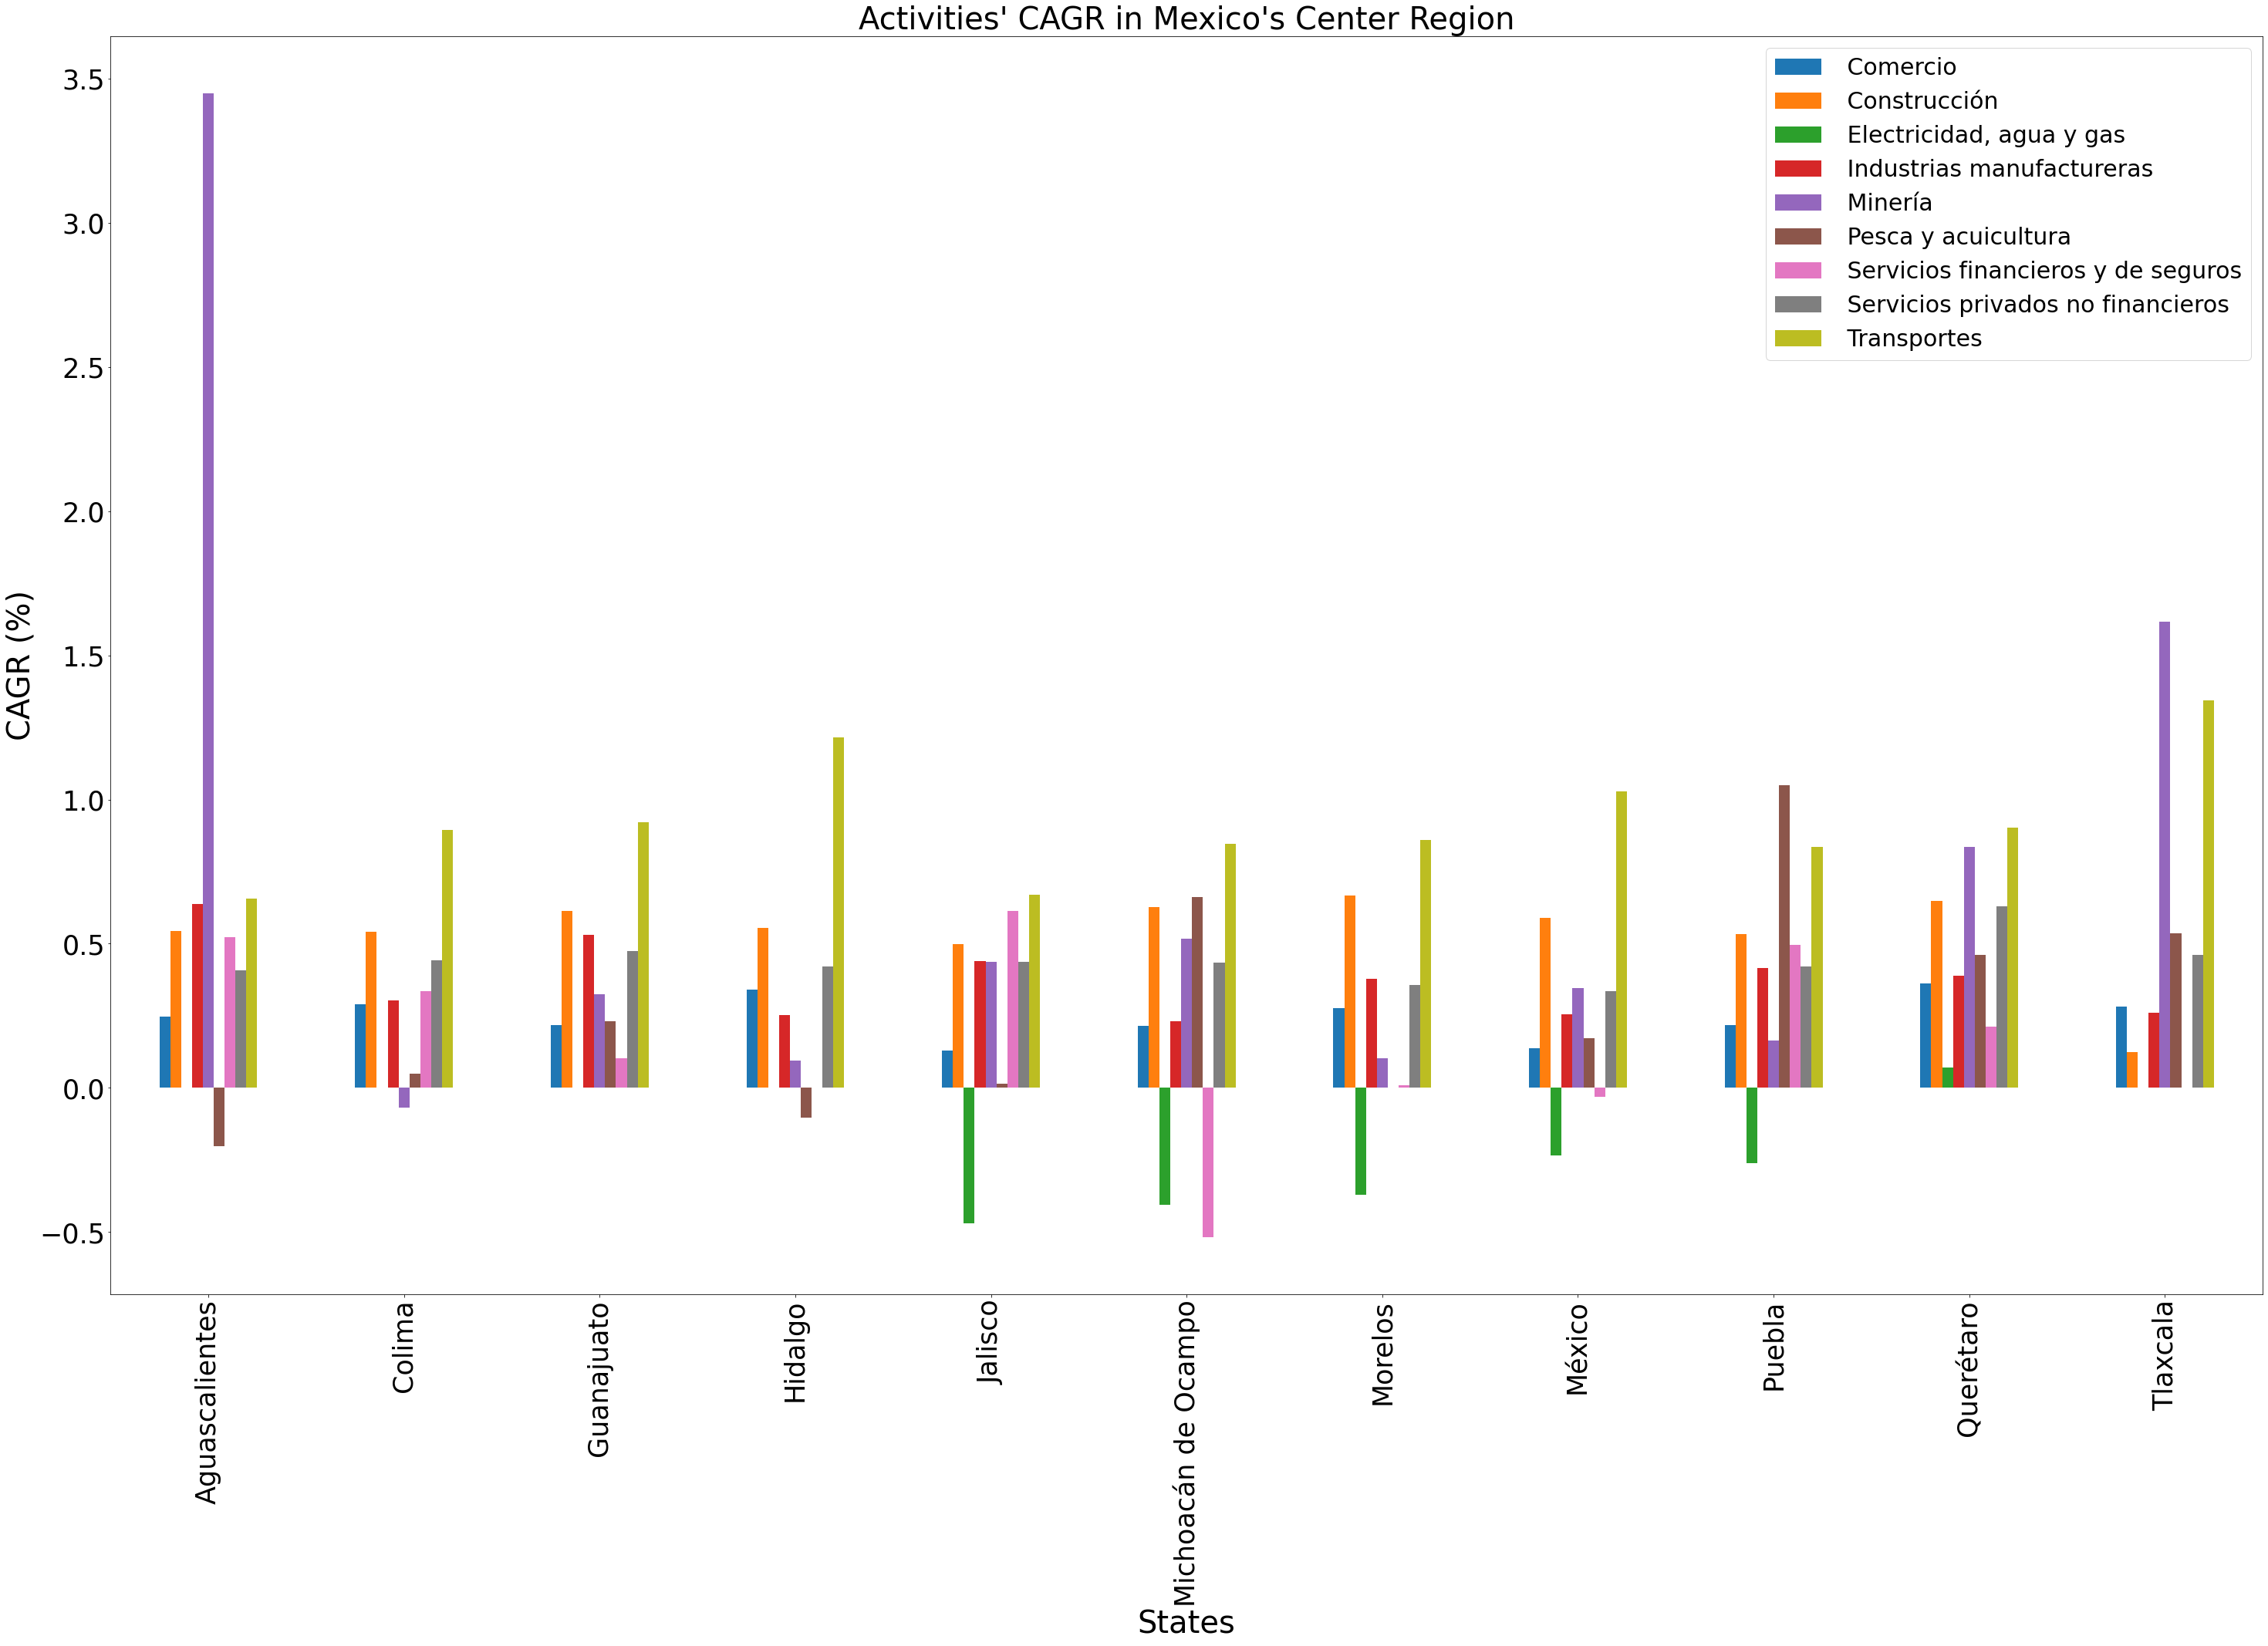 Activities' CAGR in Mexico's Center Region
CAGR (%)
3.5
3.0
2.5
2.0
1.5
1.0
0.5
0.0
−0.5
Comercio
Construcción
Electricidad, agua y gas
Industrias manufactureras
Minería
Pesca y acuicultura
Servicios financieros y de seguros
Servicios privados no financieros
Transportes
Aguascalientes
Colima
Guanajuato
Hidalgo
Jalisco
Michoacán de Ocampo
Morelos
México
Puebla
Querétaro
Tlaxcala
States